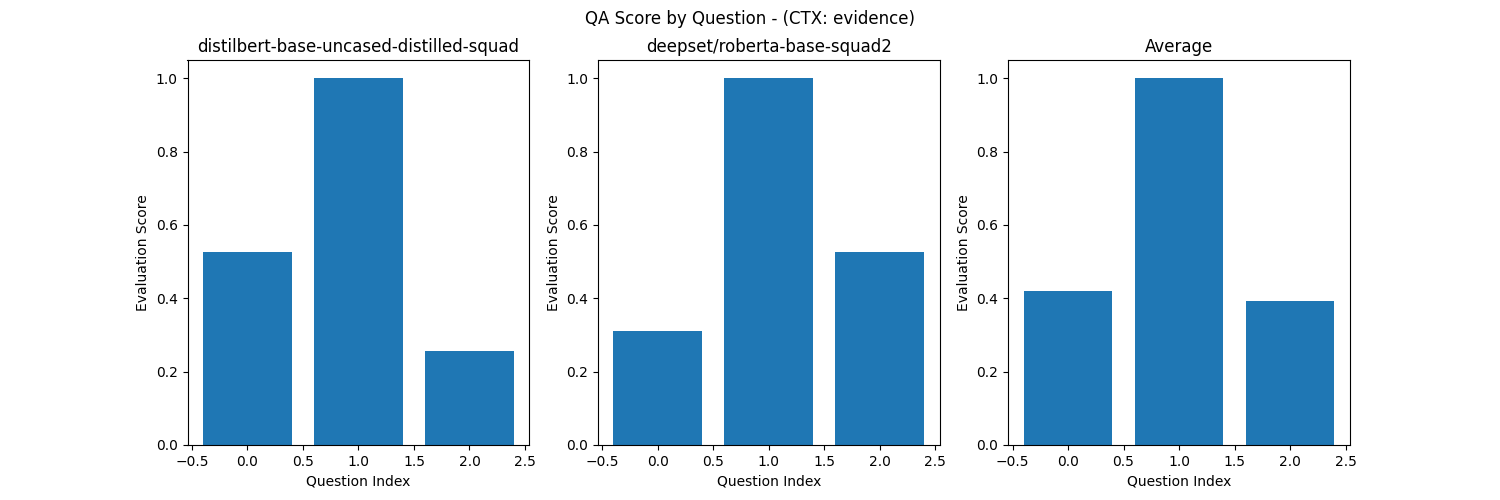 QA Score by Question - (CTX: evidence)
distilbert-base-uncased-distilled-squad
Evaluation Score
1.0
0.8
0.6
0.4
0.2
0.0
−0.5 0.0 0.5 1.0 1.5 2.0 2.5
Question Index
deepset/roberta-base-squad2
Evaluation Score
1.0
0.8
0.6
0.4
0.2
0.0
−0.5 0.0 0.5 1.0 1.5 2.0 2.5
Question Index
Average
Evaluation Score
1.0
0.8
0.6
0.4
0.2
0.0
−0.5 0.0 0.5 1.0 1.5 2.0 2.5
Question Index